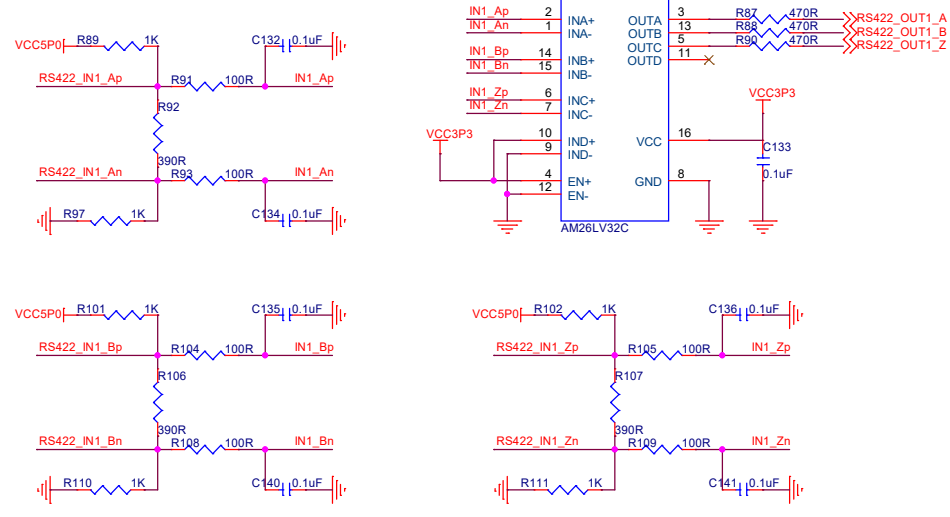 IN1_Ap 2 INA+ OUTA 3 R87 470R RS422_OUT1_A
IN1_An 1 INA- OUTB 13 R88 470R RS422_OUT1_B
OUTC 5 R90 470R RS422_OUT1_Z
IN1_Bp 14 INB+ OUTD 11
IN1_Bn 15 INB-
IN1_Zp 6 INC+
IN1_Zn 7 INC-
VCC3P3
VCC3P3
10 IND+ VCC 16
9 IND-
C133
0.1uF
4 EN+ GND 8
12 EN-
AM26LV32C
VCC5P0 R89 1K C132 0.1uF
RS422_IN1_Ap R91 100R IN1_Ap
R92
390R
RS422_IN1_An R93 100R IN1_An
R97 1K C134 0.1uF
VCC5P0 R101 1K C135 0.1uF
RS422_IN1_Bp R104 100R IN1_Bp
R106
390R
RS422_IN1_Bn R108 100R IN1_Bn
R110 1K C140 0.1uF
VCC5P0 R102 1K C136 0.1uF
RS422_IN1_Zp R105 100R IN1_Zp
R107
390R
RS422_IN1_Zn R109 100R IN1_Zn
R111 1K C141 0.1uF